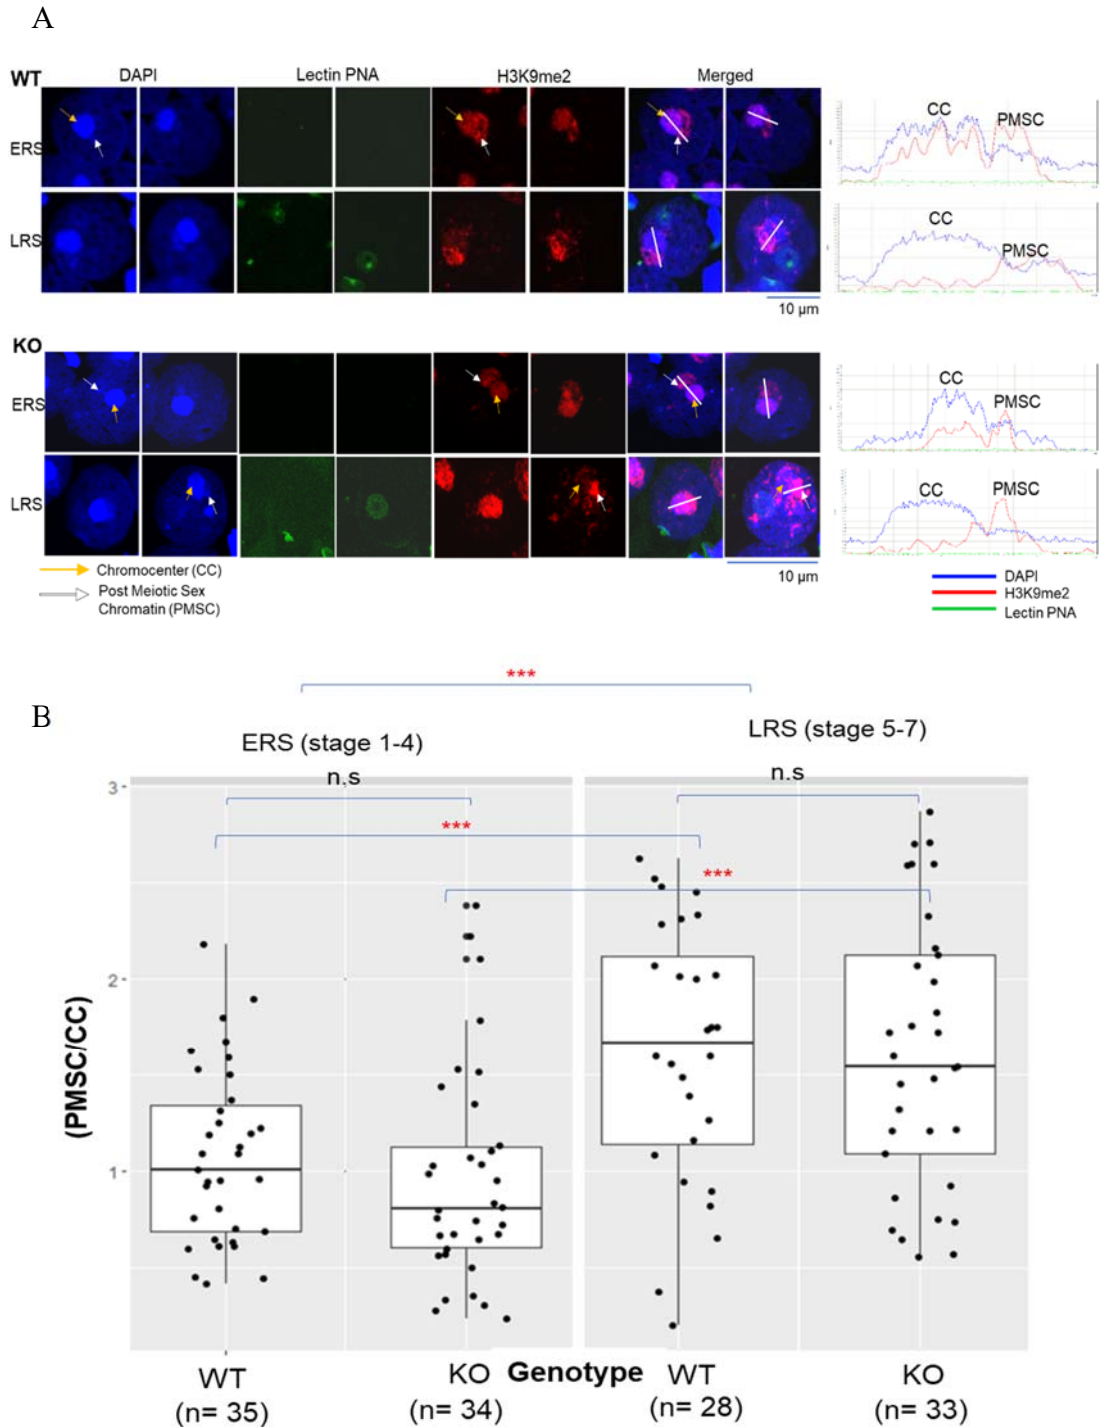 A
WT
DAPI Lectin PNA H3K9me2 Merged
ERS
CC PMSC
LRS
CC
PMSC
10 µm
KO
ERS
CC
PMSC
LRS
CC PMSC
10 µm
Chromocenter (CC)
Post Meiotic Sex
Chromatin (PMSC)
DAPI
H3K9me2
Lectin PNA
***
B
ERS (stage 1-4) LRS (stage 5-7)
n.s n.s
3
***
***
2
1
(PMSC/CC)
WT KO Genotype WT KO
(n= 35) (n= 34) (n= 28) (n= 33)